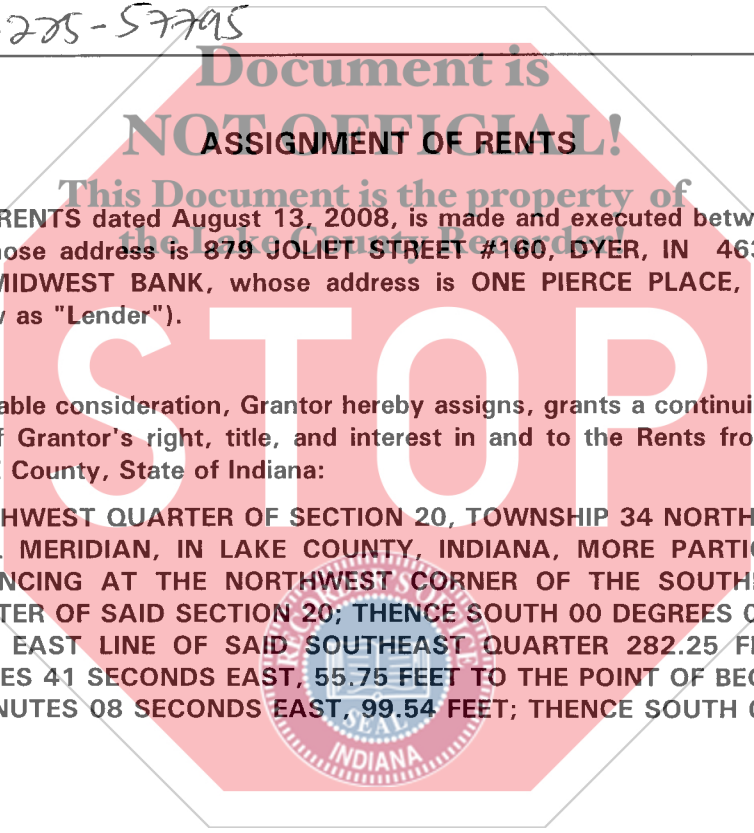 225-57795
Document is
NOT OFFICIAL!
ASSIGNMENT OF RENTS
This Document is the property of
the Lake County Recorder!
RENTS dated August 13, 2008, is made and executed betw
ose address is 879 JOLIET STREET #160, DYER, IN 463
MIDWEST BANK, whose address is ONE PIERCE PLACE,
as "Lender").
STOP
able consideration, Grantor hereby assigns, grants a continui
f Grantor's right, title, and interest in and to the Rents fro
County, State of Indiana:
HWEST QUARTER OF SECTION 20, TOWNSHIP 34 NORTH
. MERIDIAN, IN LAKE COUNTY, INDIANA, MORE PARTIC
NCING AT THE NORTHWEST CORNER OF THE SOUTHE
TER OF SAID SECTION 20; THENCE SOUTH 00 DEGREES 0
EAST LINE OF SAID SOUTHEAST QUARTER 282.25 FE
ES 41 SECONDS EAST, 55.75 FEET TO THE POINT OF BEG
NUTES 08 SECONDS EAST, 99.54 FEET; THENCE SOUTH 0
SEAL
INDIANA